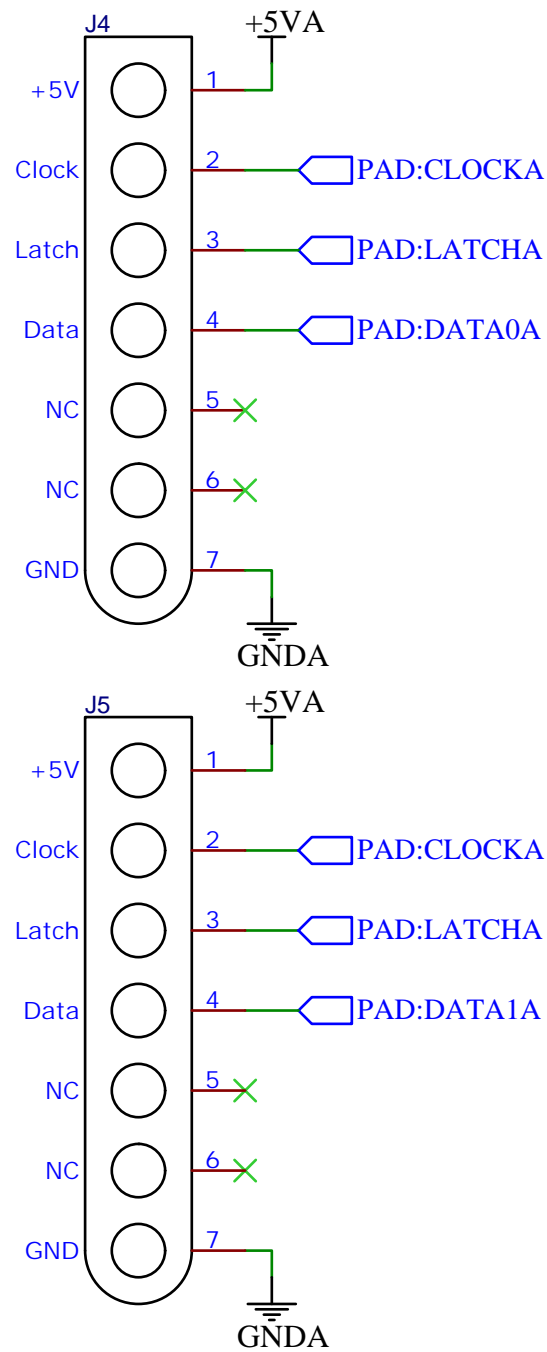 J4 +5VA
+5V 1
Clock 2 PAD:CLOCKA
Latch 3 PAD:LATCHA
Data 4 PAD:DATA0A
NC 5
NC 6
GND 7
GNDA
J5 +5VA
+5V 1
Clock 2 PAD:CLOCKA
Latch 3 PAD:LATCHA
Data 4 PAD:DATA1A
NC 5
NC 6
GND 7
GNDA